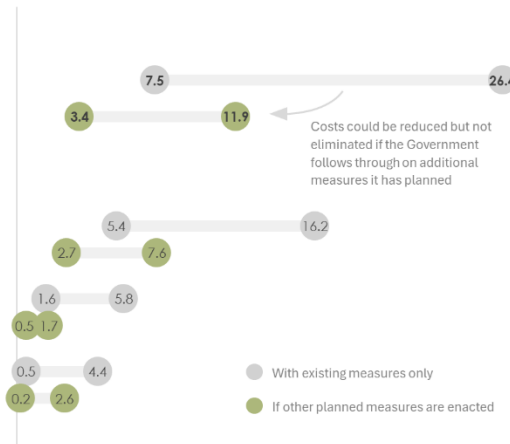 7.5
26.4
3.4
11.9
Costs could be reduced but not
eliminated if the Government
follows through on additional
measures it has planned
5.4
16.2
2.7
7.6
1.6
5.8
0.5
1.7
0.5
4.4
With existing measures only
0.2
2.6
If other planned measures are enacted